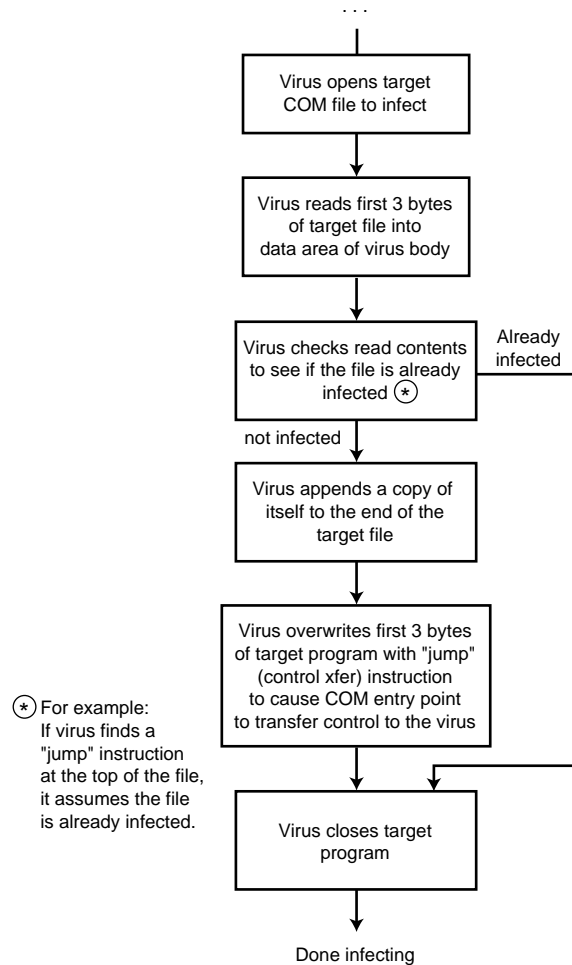 . . .
Virus opens target
COM file to infect
Virus reads first 3 bytes
of target file into
data area of virus body
Virus checks read contents
to see if the file is already
infected *
Already
infected
not infected
Virus appends a copy of
itself to the end of the
target file
Virus overwrites first 3 bytes
of target program with "jump"
(control xfer) instruction
to cause COM entry point
to transfer control to the virus
* For example:
If virus finds a
"jump" instruction
at the top of the file,
it assumes the file
is already infected.
Virus closes target
program
Done infecting